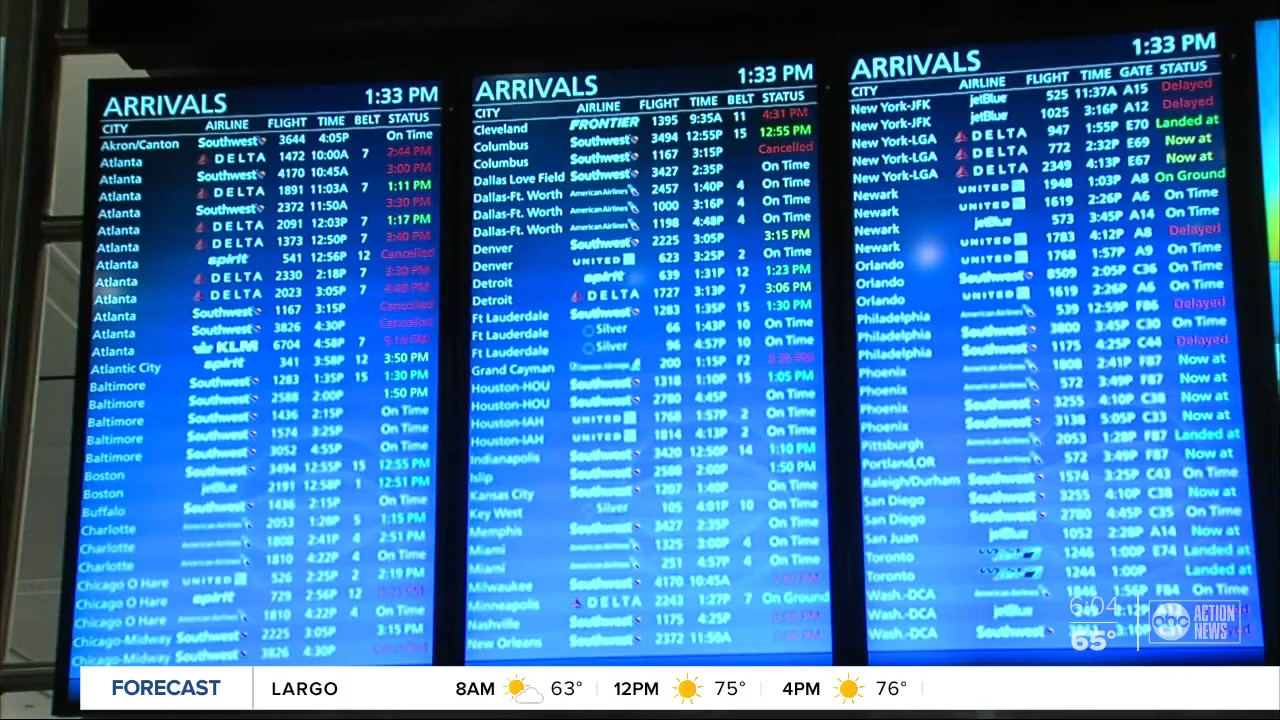 ARRIVALS 1:33 PM
CITY AIRLINE FLIGHT TIME BELT STATUS
Akron/Canton Southwest 3644 4:05P On Time
Atlanta DELTA 1472 10:00A 7 2:44 PM
Atlanta Southwest 4170 10:45A 3:00 PM
Atlanta DELTA 1891 11:03A 7 1:11 PM
Atlanta Southwest 2372 11:50A 3:30 PM
Atlanta DELTA 2091 12:03P 7 1:17 PM
Atlanta DELTA 1373 12:50P 7 3:40 PM
Atlanta spirit 541 12:56P 12 Cancelled
Atlanta DELTA 2330 2:18P 7 3:30 PM
Atlanta DELTA 2023 3:05P 7 4:40 PM
Atlanta Southwest 1167 3:15P Cancelled
Atlanta Southwest 3826 4:30P Cancelled
Atlanta KLM 6704 4:58P 7
Atlantic City spirit 341 3:58P 12 3:50 PM
Baltimore Southwest 1283 1:35P 15 1:30 PM
Baltimore Southwest 2588 2:00P 1:50 PM
Baltimore Southwest 1436 2:15P On Time
Baltimore Southwest 1574 3:25P On Time
Baltimore Southwest 3052 4:55P On Time
Boston Southwest 3494 12:55P 15 12:55 PM
Boston jetBlue 2191 12:58P 1 12:51 PM
Buffalo Southwest 1436 2:15P On Time
Charlotte American Airlines 2053 1:28P 5 1:15 PM
Charlotte American Airlines 1808 2:41P 4 2:51 PM
Charlotte American Airlines 1810 4:22P 4 On Time
Chicago O Hare UNITED 526 2:25P 2 2:19 PM
Chicago O Hare spirit 729 2:56P 12
Chicago O Hare American Airlines 1810 4:22P 4 On Time
Chicago-Midway Southwest 2225 3:05P 3:15 PM
Chicago-Midway Southwest 3826 4:30P Cancelled
ARRIVALS 1:33 PM
CITY AIRLINE FLIGHT TIME BELT STATUS
Cleveland FRONTIER 1395 9:35A 11 4:31 PM
Columbus Southwest 3494 12:55P 15 12:55 PM
Columbus Southwest 1167 3:15P Cancelled
Dallas Love Field Southwest 3427 2:35P On Time
Dallas-Ft. Worth American Airlines 2457 1:40P 4 On Time
Dallas-Ft. Worth American Airlines 1000 3:16P 4 On Time
Dallas-Ft. Worth American Airlines 1198 4:48P 4 On Time
Denver Southwest 2225 3:05P 3:15 PM
Denver UNITED 623 3:25P 2 On Time
Detroit spirit 639 1:31P 12 1:23 PM
Detroit DELTA 1727 3:13P 7 3:06 PM
Ft Lauderdale Southwest 1283 1:35P 15 1:30 PM
Ft Lauderdale Silver 66 1:43P 10 On Time
Ft Lauderdale Silver 96 4:57P 10 On Time
Grand Cayman 200 1:15P F2
Houston-HOU Southwest 1318 1:10P 15 1:05 PM
Houston-HOU Southwest 2780 4:45P On Time
Houston-IAH UNITED 1768 1:57P 2 On Time
Houston-IAH UNITED 1814 4:13P 2 On Time
Indianapolis Southwest 3420 12:50P 14 1:10 PM
Islip Southwest 2588 2:00P 1:50 PM
Kansas City Southwest 1207 1:40P On Time
Key West Silver 105 4:01P 10 On Time
Memphis Southwest 3427 2:35P On Time
Miami American Airlines 1325 3:00P 4 On Time
Miami American Airlines 251 4:57P 4 On Time
Milwaukee Southwest 4170 10:45A
Minneapolis DELTA 2243 1:27P 7 On Ground
Nashville Southwest 1175 4:25P
New Orleans Southwest 2372 11:50A
ARRIVALS 1:33 PM
CITY AIRLINE FLIGHT TIME GATE STATUS
New York-JFK jetBlue 525 11:37A A15 Delayed
New York-JFK jetBlue 1025 3:16P A12 Delayed
New York-LGA DELTA 947 1:55P E70 Landed at
New York-LGA DELTA 772 2:32P E67 Now at
New York-LGA DELTA 2349 4:13P E67 Now at
Newark UNITED 1948 1:03P A8 On Ground
Newark UNITED 1619 2:26P A6 On Time
Newark jetBlue 573 3:45P A14 On Time
Newark UNITED 1783 4:12P A8 Delayed
Orlando UNITED 1768 1:57P A9 On Time
Orlando Southwest 8509 2:05P C36 On Time
Orlando UNITED 1619 2:26P A6 On Time
Philadelphia American Airlines 539 12:59P F86 Delayed
Philadelphia Southwest 3800 3:45P C30 On Time
Philadelphia Southwest 1175 4:25P C44 Delayed
Phoenix American Airlines 1808 2:41P F87 Now at
Phoenix American Airlines 572 3:49P F87 Now at
Phoenix Southwest 3255 4:10P C38 Now at
Phoenix Southwest 3138 5:05P C33 Now at
Pittsburgh American Airlines 2053 1:28P F87 Landed at
Portland,OR American Airlines 572 3:49P F87 Now at
Raleigh/Durham Southwest 1574 3:25P C43 On Time
San Diego Southwest 3255 4:10P C38 Now at
San Diego Southwest 2780 4:45P C35 On Time
San Juan jetBlue 1052 2:28P A14 Now at
Toronto 1246 1:00P E74 Landed at
Toronto 1244 1:00P Landed at
Wash.-DCA American Airlines 1:56P F84 On Time
Wash.-DCA jetBlue
Wash.-DCA Southwest
6:04
65°
abc ACTION NEWS
FORECAST LARGO 8AM 63° 12PM 75° 4PM 76°